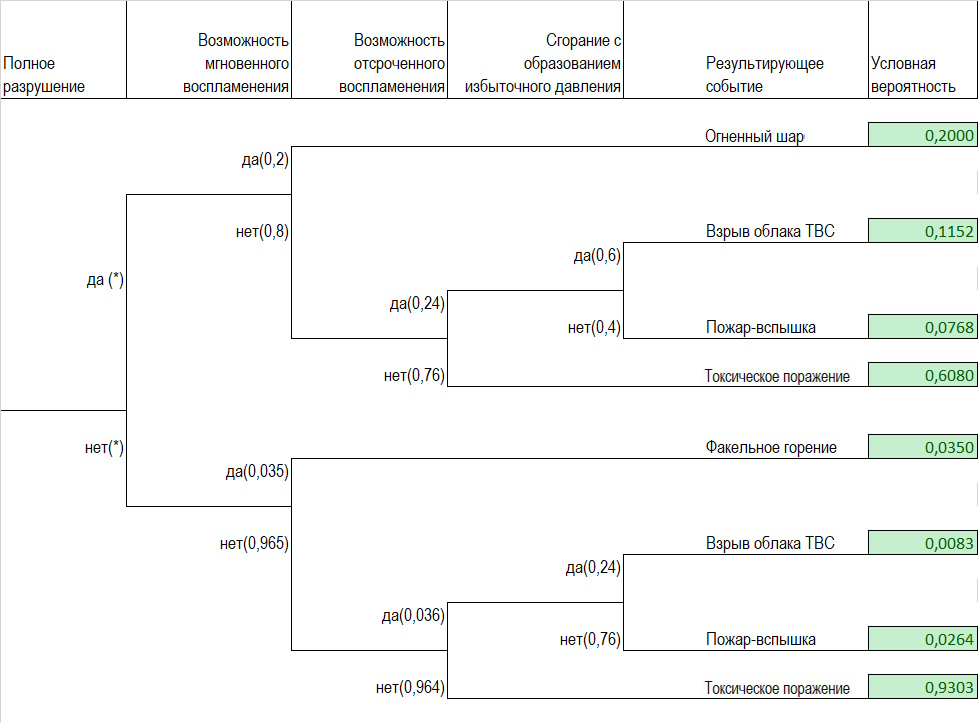 Полное
разрушение
Возможность
мгновенного
воспламенения
Возможность
отсроченного
воспламенения
Сгорание с
образованием
избыточного давления
Результирующее
событие
Условная
вероятность
Огненный шар
0,2000
да(0,2)
нет(0,8)
Взрыв облака ТВС
0,1152
да(0,6)
да (*)
да(0,24)
нет(0,4)
Пожар-вспышка
0,0768
нет(0,76)
Токсическое поражение
0,6080
нет(*)
Факельное горение
0,0350
да(0,035)
нет(0,965)
Взрыв облака ТВС
0,0083
да(0,24)
да(0,036)
нет(0,76)
Пожар-вспышка
0,0264
нет(0,964)
Токсическое поражение
0,9303